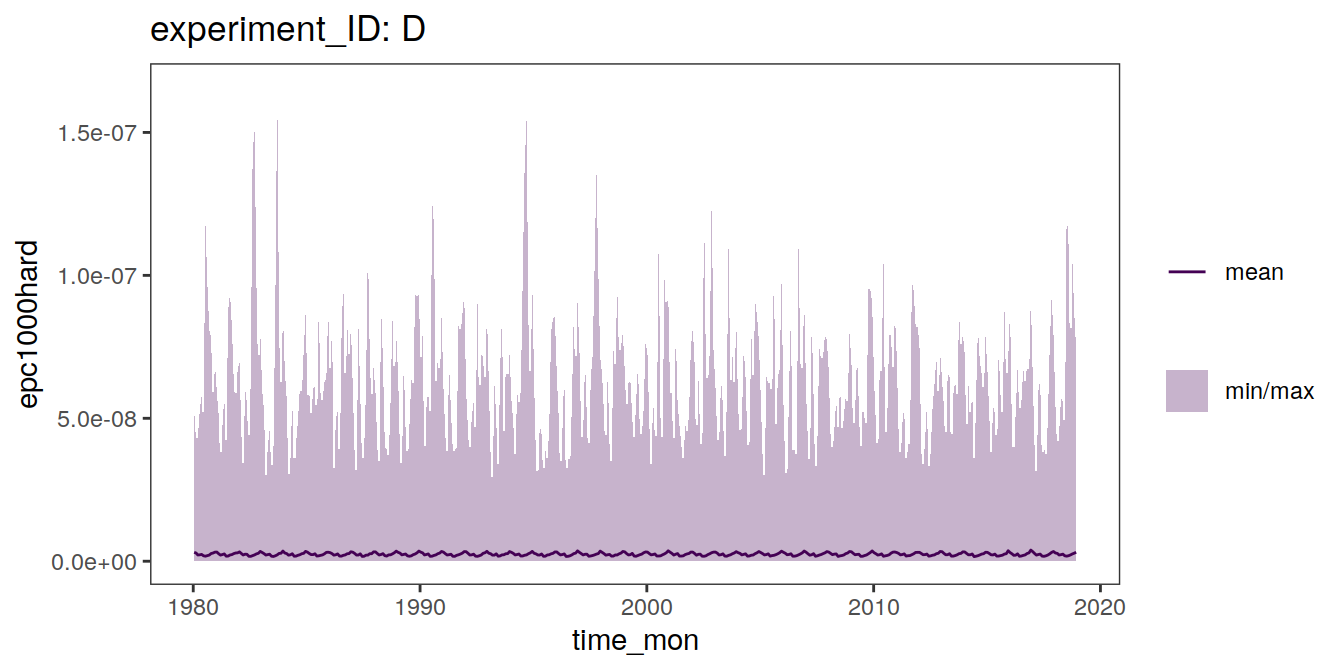 experiment_ID: D
epc1000hard
1.5e-07
1.0e-07
5.0e-08
0.0e+00
1980
1990
2000
2010
2020
time_mon
mean
min/max